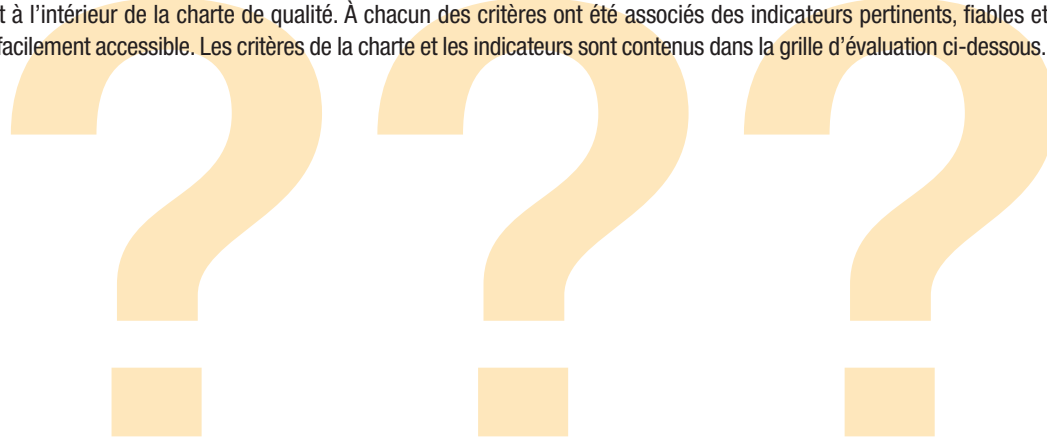 t à l’intérieur de la charte de qualité. À chacun des critères ont été associés des indicateurs pertinents, fiables et
facilement accessible. Les critères de la charte et les indicateurs sont contenus dans la grille d’évaluation ci-dessous.
? ? ?